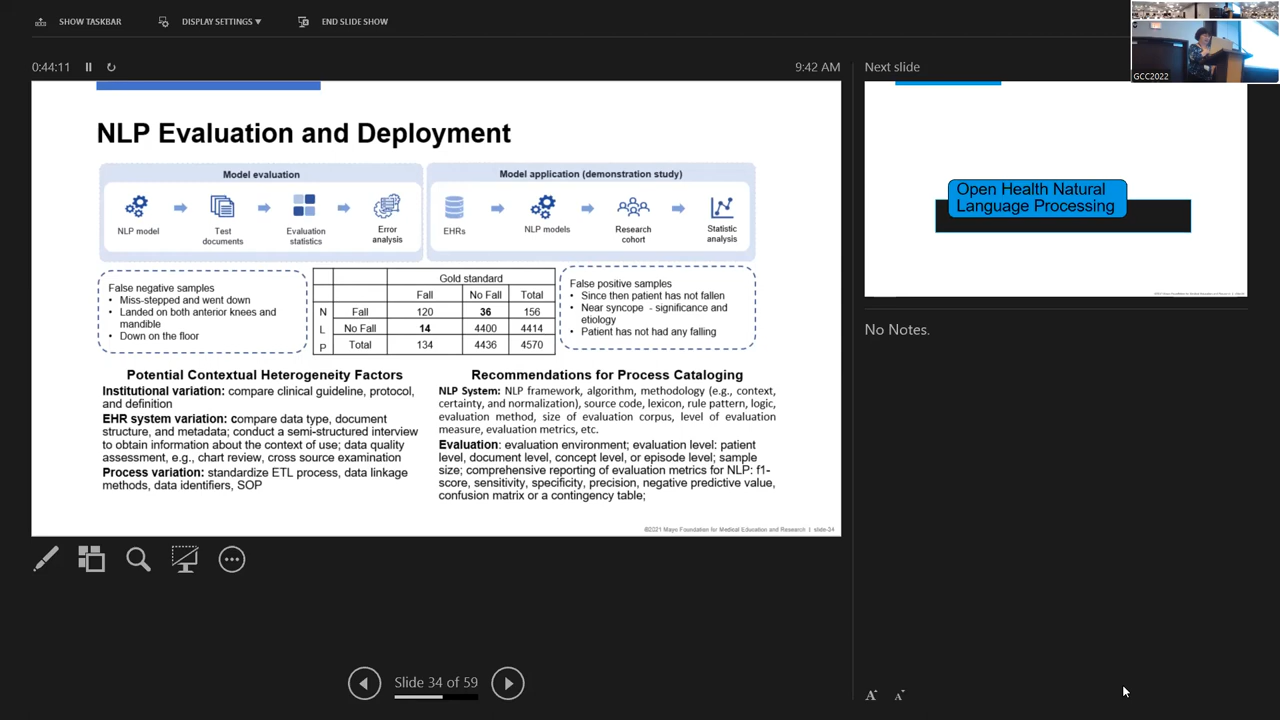 SHOW TASKBAR
DISPLAY SETTINGS ▼
END SLIDE SHOW
GCC2022
0:44:11
9:42 AM
Next slide
NLP Evaluation and Deployment
Model evaluation
NLP model
Test
documents
Evaluation
statistics
Error
analysis
Model application (demonstration study)
EHRs
NLP models
Research
cohort
Statistic
analysis
False negative samples
• Miss-stepped and went down
• Landed on both anterior knees and
mandible
• Down on the floor
Gold standard
Fall No Fall Total
N Fall 120 36 156
L No Fall 14 4400 4414
P Total 134 4436 4570
False positive samples
• Since then patient has not fallen
• Near syncope - significance and
etiology
• Patient has not had any falling
Potential Contextual Heterogeneity Factors
Institutional variation: compare clinical guideline, protocol,
and definition
EHR system variation: compare data type, document
structure, and metadata; conduct a semi-structured interview
to obtain information about the context of use; data quality
assessment, e.g., chart review, cross source examination
Process variation: standardize ETL process, data linkage
methods, data identifiers, SOP
Recommendations for Process Cataloging
NLP System: NLP framework, algorithm, methodology (e.g., context,
certainty, and normalization), source code, lexicon, rule pattern, logic,
evaluation method, size of evaluation corpus, level of evaluation
measure, evaluation metrics, etc.
Evaluation: evaluation environment; evaluation level: patient
level, document level, concept level, or episode level; sample
size; comprehensive reporting of evaluation metrics for NLP: f1-
score, sensitivity, specificity, precision, negative predictive value,
confusion matrix or a contingency table;
©2021 Mayo Foundation for Medical Education and Research | slide-34
Open Health Natural
Language Processing
No Notes.
Slide 34 of 59
A A